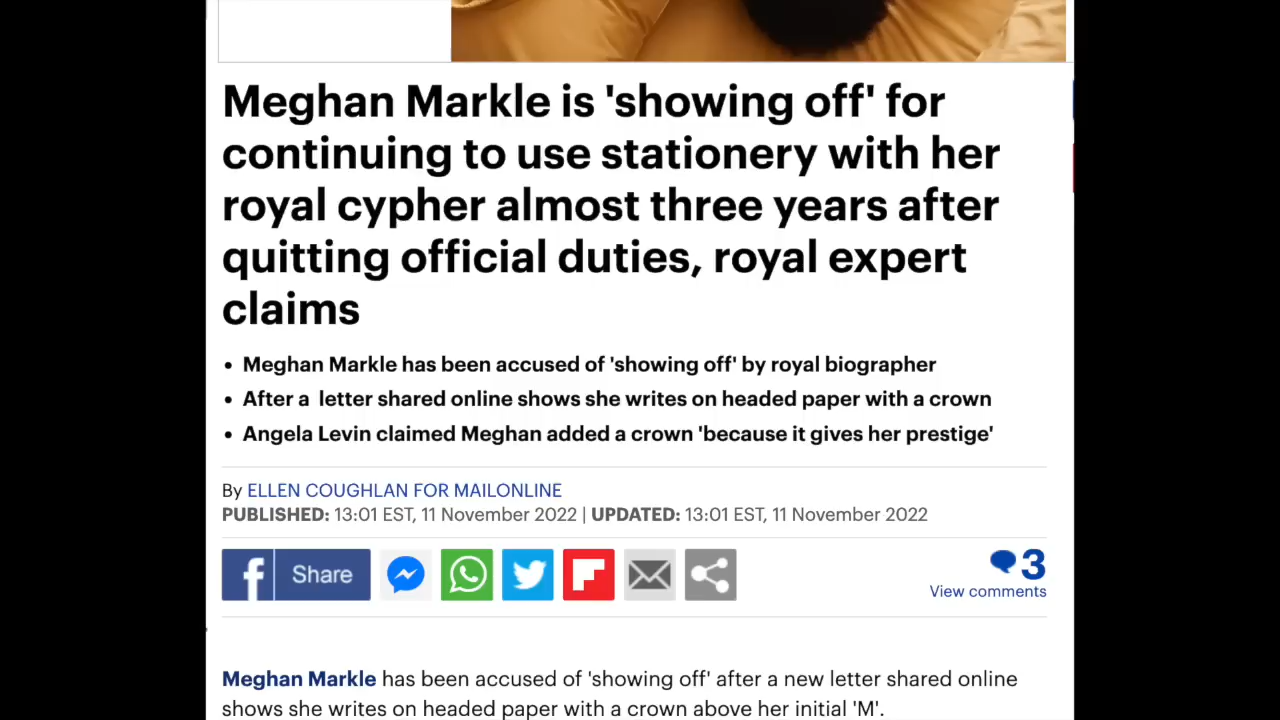 Meghan Markle is 'showing off' for
continuing to use stationery with her
royal cypher almost three years after
quitting official duties, royal expert
claims
• Meghan Markle has been accused of 'showing off' by royal biographer
• After a letter shared online shows she writes on headed paper with a crown
• Angela Levin claimed Meghan added a crown 'because it gives her prestige'
By ELLEN COUGHLAN FOR MAILONLINE
PUBLISHED: 13:01 EST, 11 November 2022 | UPDATED: 13:01 EST, 11 November 2022
f Share
3
View comments
Meghan Markle has been accused of 'showing off' after a new letter shared online
shows she writes on headed paper with a crown above her initial 'M'.